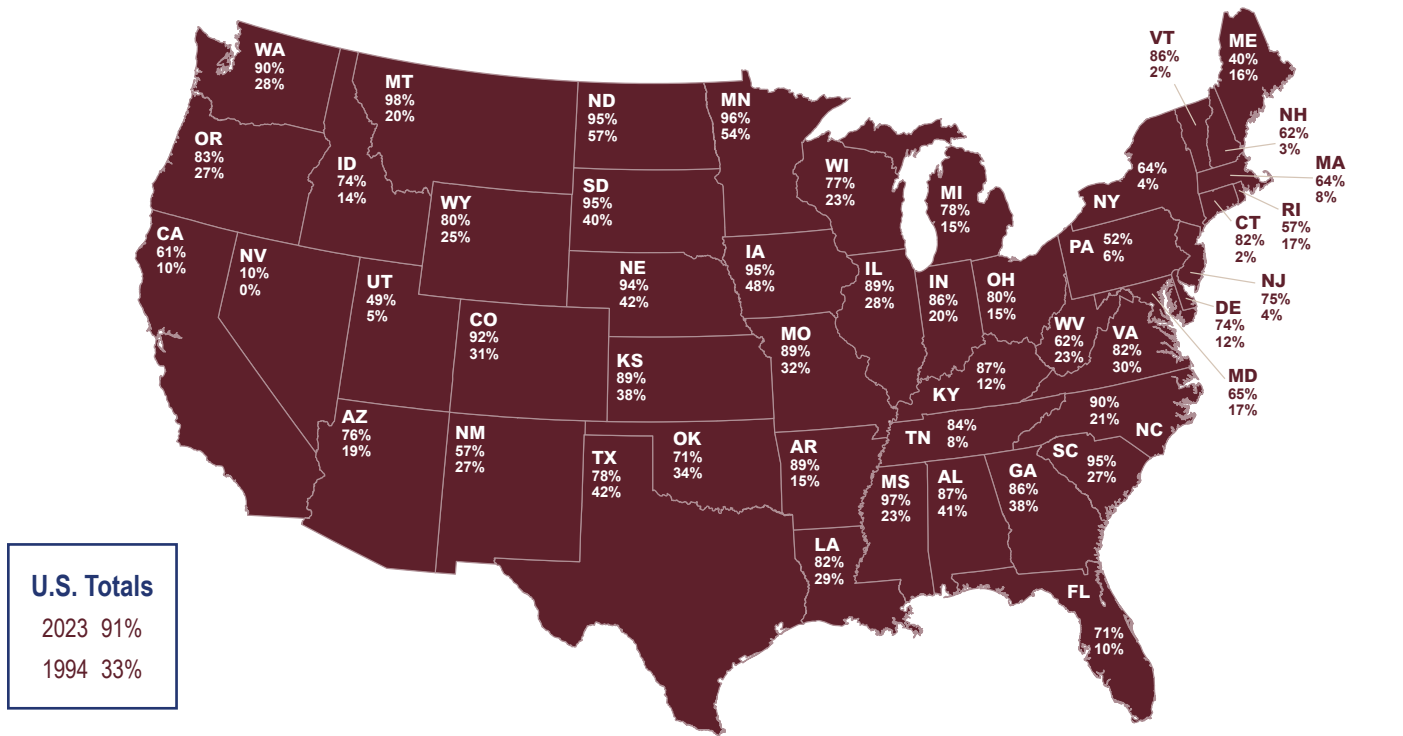 WA
90%
28%
MT
98%
20%
ND
95%
57%
MN
96%
54%
VT
86%
2%
ME
40%
16%
OR
83%
27%
ID
74%
14%
WY
80%
25%
SD
95%
40%
WI
77%
23%
MI
78%
15%
64%
4%
NY
NH
62%
3%
MA
64%
8%
RI
57%
17%
CT
82%
2%
CA
61%
10%
NV
10%
0%
UT
49%
5%
CO
92%
31%
NE
94%
42%
IA
95%
48%
IL
89%
28%
IN
86%
20%
OH
80%
15%
PA 52%
6%
NJ
75%
4%
DE
74%
12%
MD
65%
17%
KS
89%
38%
MO
89%
32%
87%
12%
KY
WV
62%
23%
VA
82%
30%
AZ
76%
19%
NM
57%
27%
TX
78%
42%
OK
71%
34%
AR
89%
15%
TN 84%
8%
90%
21%
NC
MS
97%
23%
AL
87%
41%
GA
86%
38%
SC 95%
27%
LA
82%
29%
FL
71%
10%
U.S. Totals
2023 91%
1994 33%